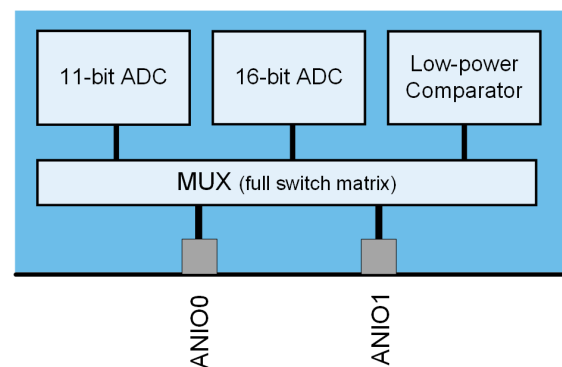 11-bit ADC
16-bit ADC
Low-power
Comparator
MUX (full switch matrix)
ANIO0
ANIO1